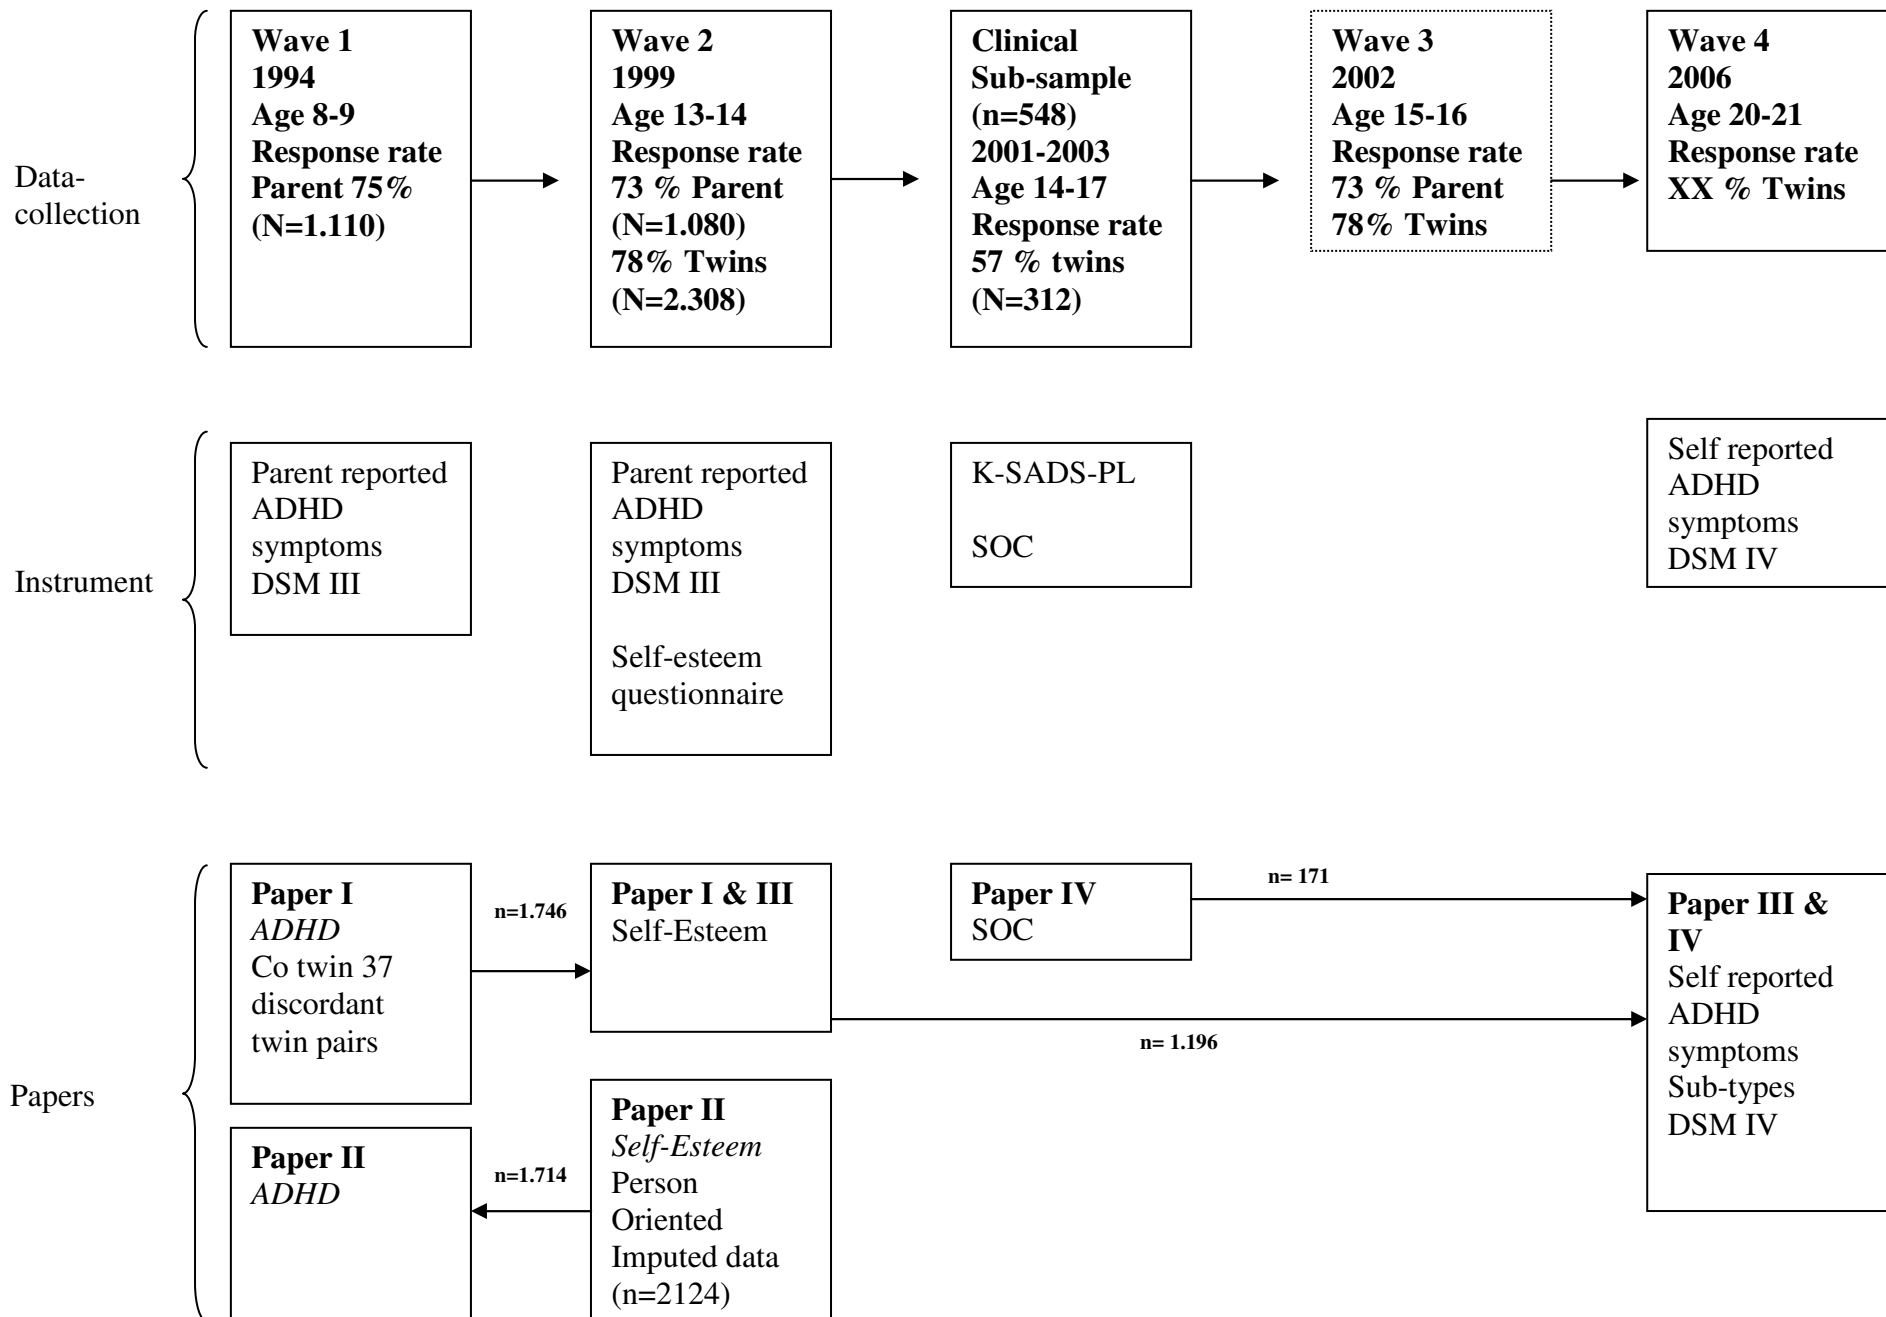 Data-
collection
Wave 1
1994
Age 8-9
Response rate
Parent 75%
(N=1.110)
Wave 2
1999
Age 13-14
Response rate
73 % Parent
(N=1.080)
78% Twins
(N=2.308)
Clinical
Sub-sample
(n=548)
2001-2003
Age 14-17
Response rate
57 % twins
(N=312)
Wave 3
2002
Age 15-16
Response rate
73 % Parent
78% Twins
Wave 4
2006
Age 20-21
Response rate
XX % Twins
Instrument
Parent reported
ADHD
symptoms
DSM III
Parent reported
ADHD
symptoms
DSM III
Self-esteem
questionnaire
K-SADS-PL
SOC
Self reported
ADHD
symptoms
DSM IV
Papers
Paper I
ADHD
Co twin 37
discordant
twin pairs
n=1.746
Paper I & III
Self-Esteem
Paper IV
SOC
n= 171
n= 1.196
Paper III &
IV
Self reported
ADHD
symptoms
Sub-types
DSM IV
Paper II
ADHD
n=1.714
Paper II
Self-Esteem
Person
Oriented
Imputed data
(n=2124)